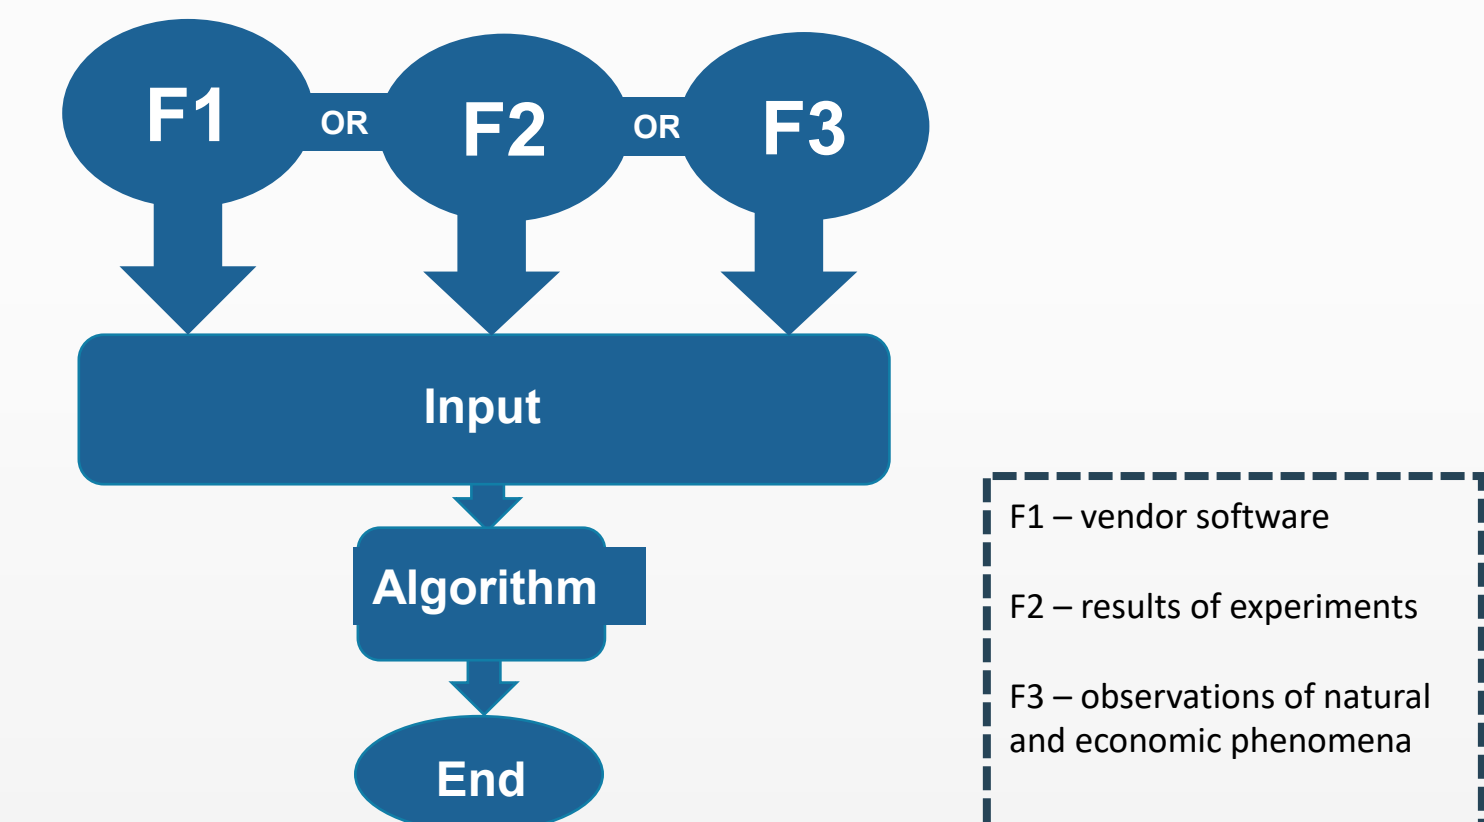 F1 OR F2 OR F3
Input
Algorithm
End
F1 – vendor software
F2 – results of experiments
F3 – observations of natural
and economic phenomena